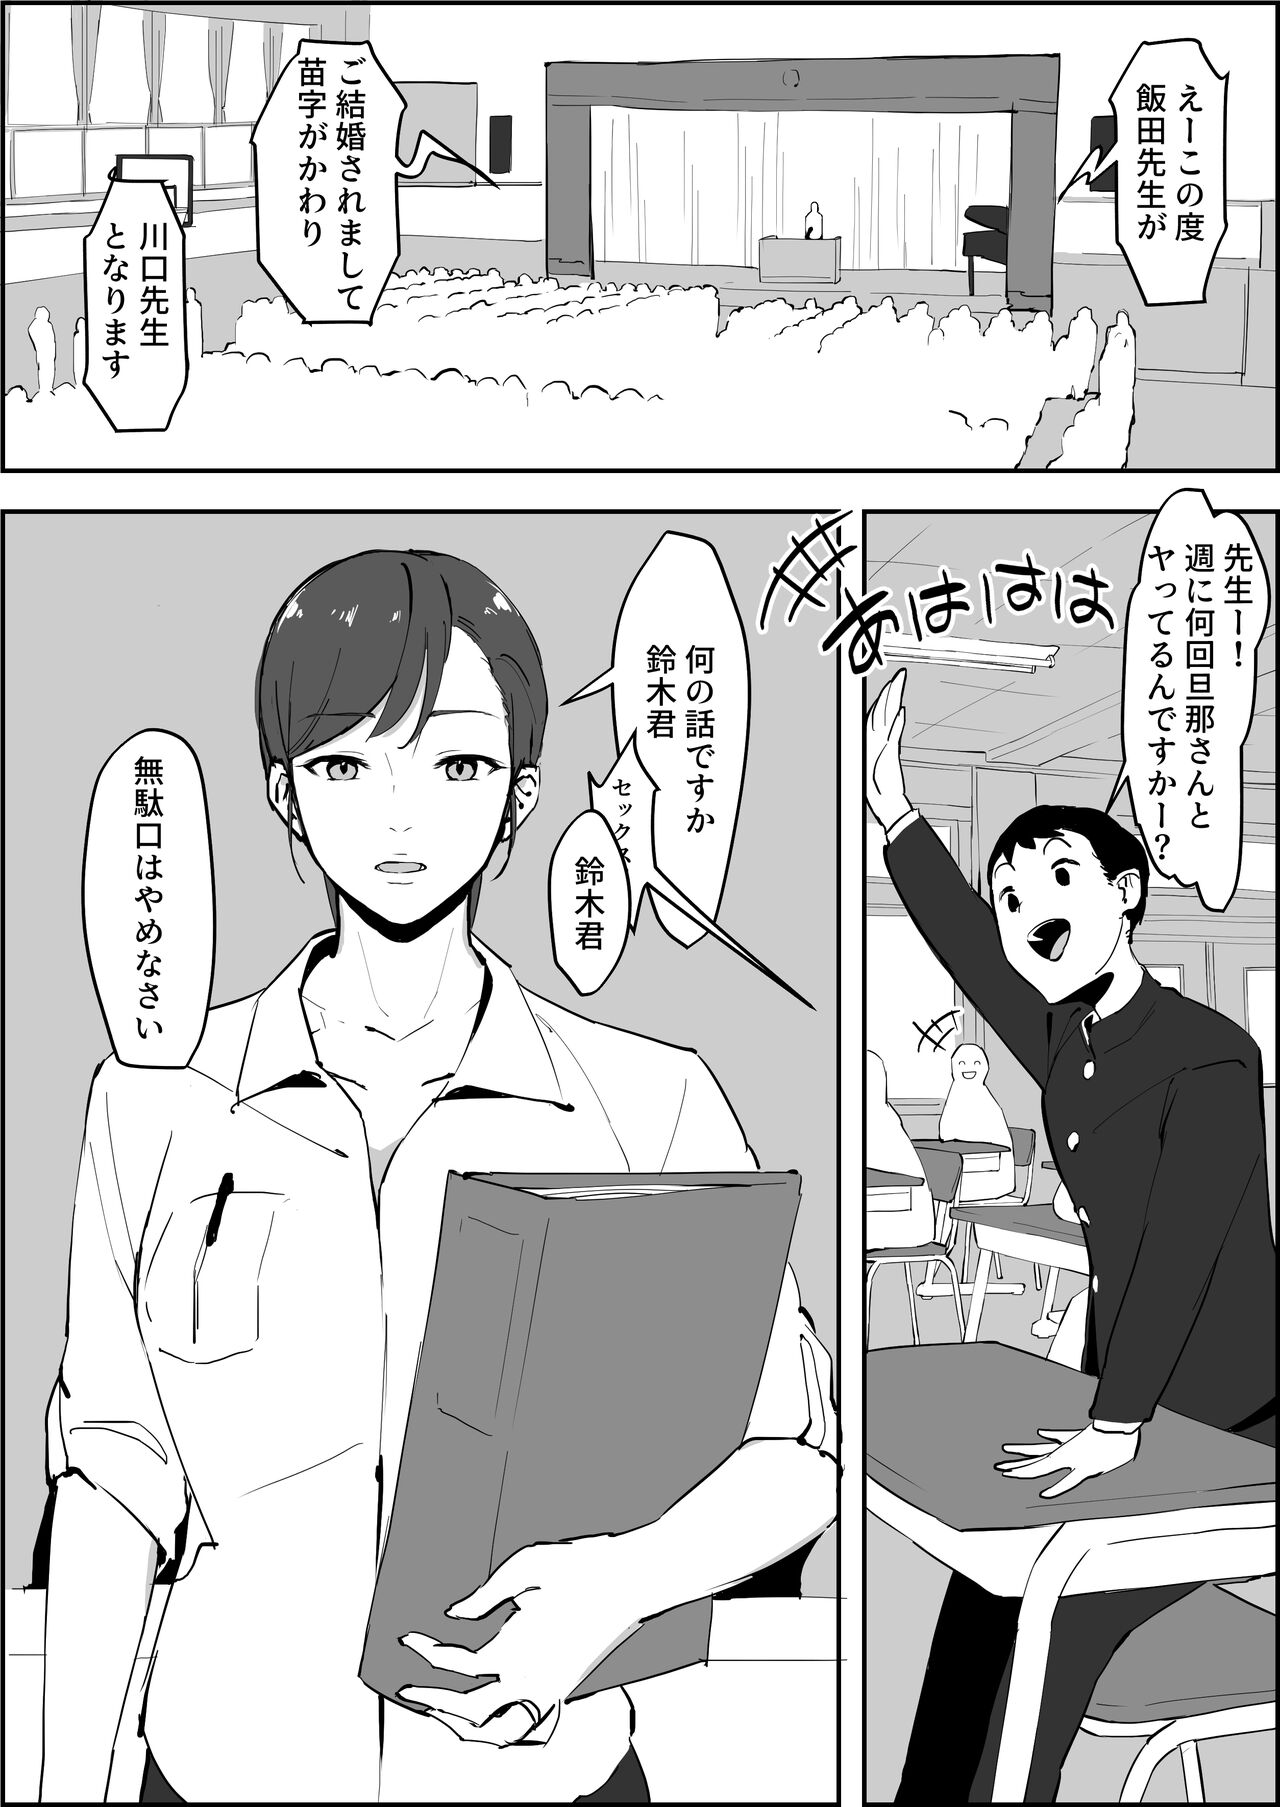 えーこの度
飯田先生が
ご結婚されまして
苗字がかわり
川口先生
となります
先生ー！
週に何回旦那さんと
ヤってるんですかー？
あははは
何の話ですか
鈴木君
セックス
鈴木君
無駄口はやめなさい